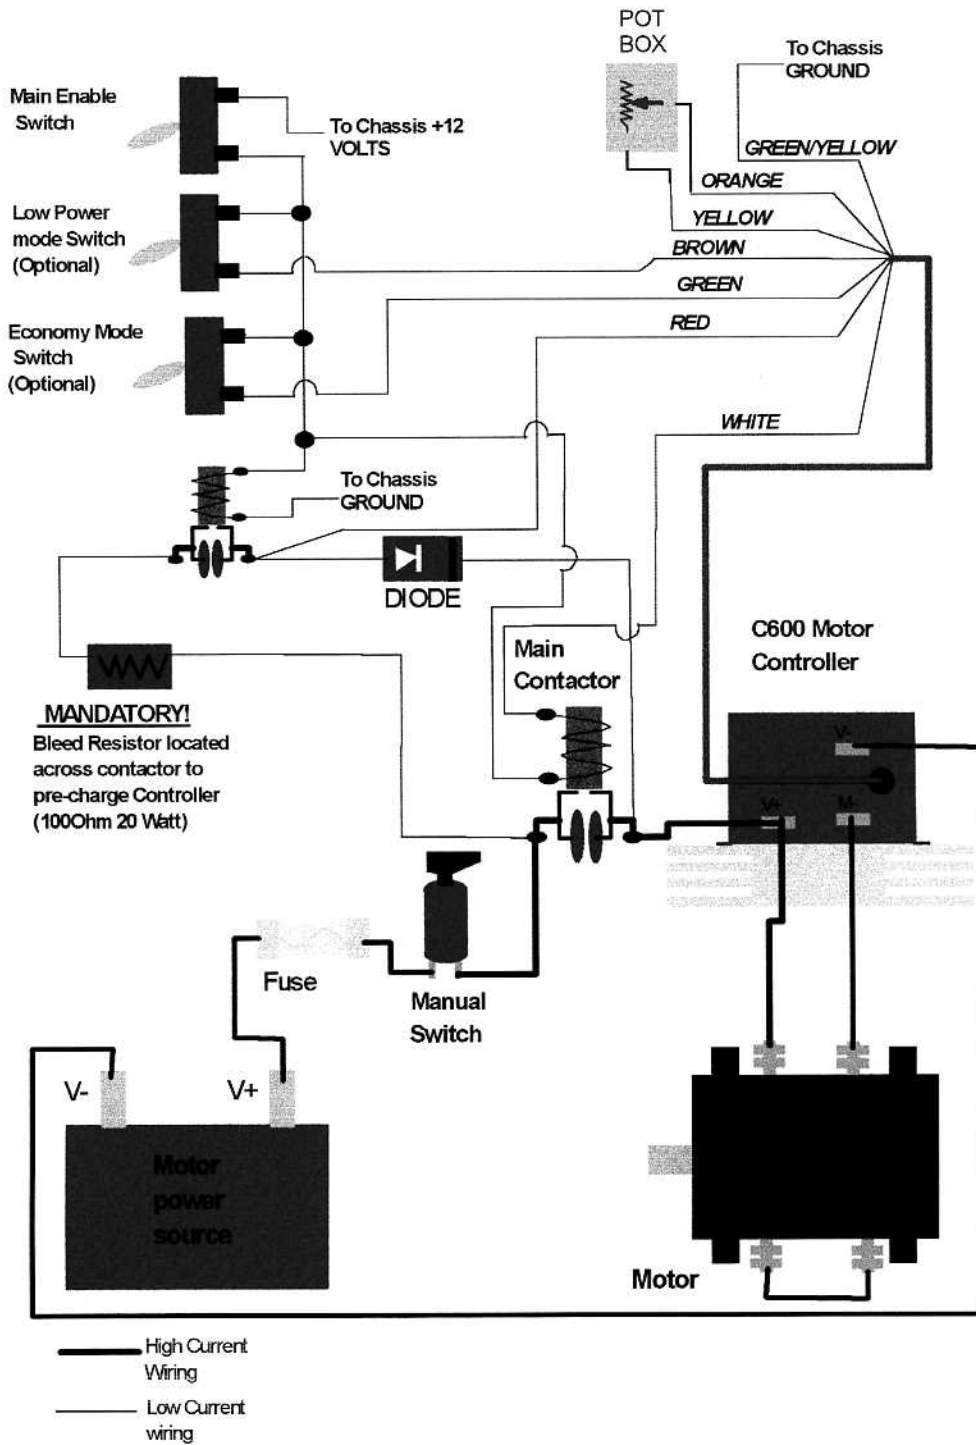 POT
BOX
To Chassis
GROUND
Main Enable
Switch
To Chassis +12
VOLTS
GREEN/YELLOW
ORANGE
Low Power
mode Switch
(Optional)
YELLOW
BROWN
GREEN
RED
Economy Mode
Switch
(Optional)
WHITE
To Chassis
GROUND
DIODE
C600 Motor
Controller
Main
Contactor
MANDATORY!
Bleed Resistor located
across contactor to
pre-charge Controller
(100Ohm 20 Watt)
V-
V+
M-
Fuse
Manual
Switch
V-
V+
Motor
power
source
Motor
High Current
Wiring
Low Current
wiring